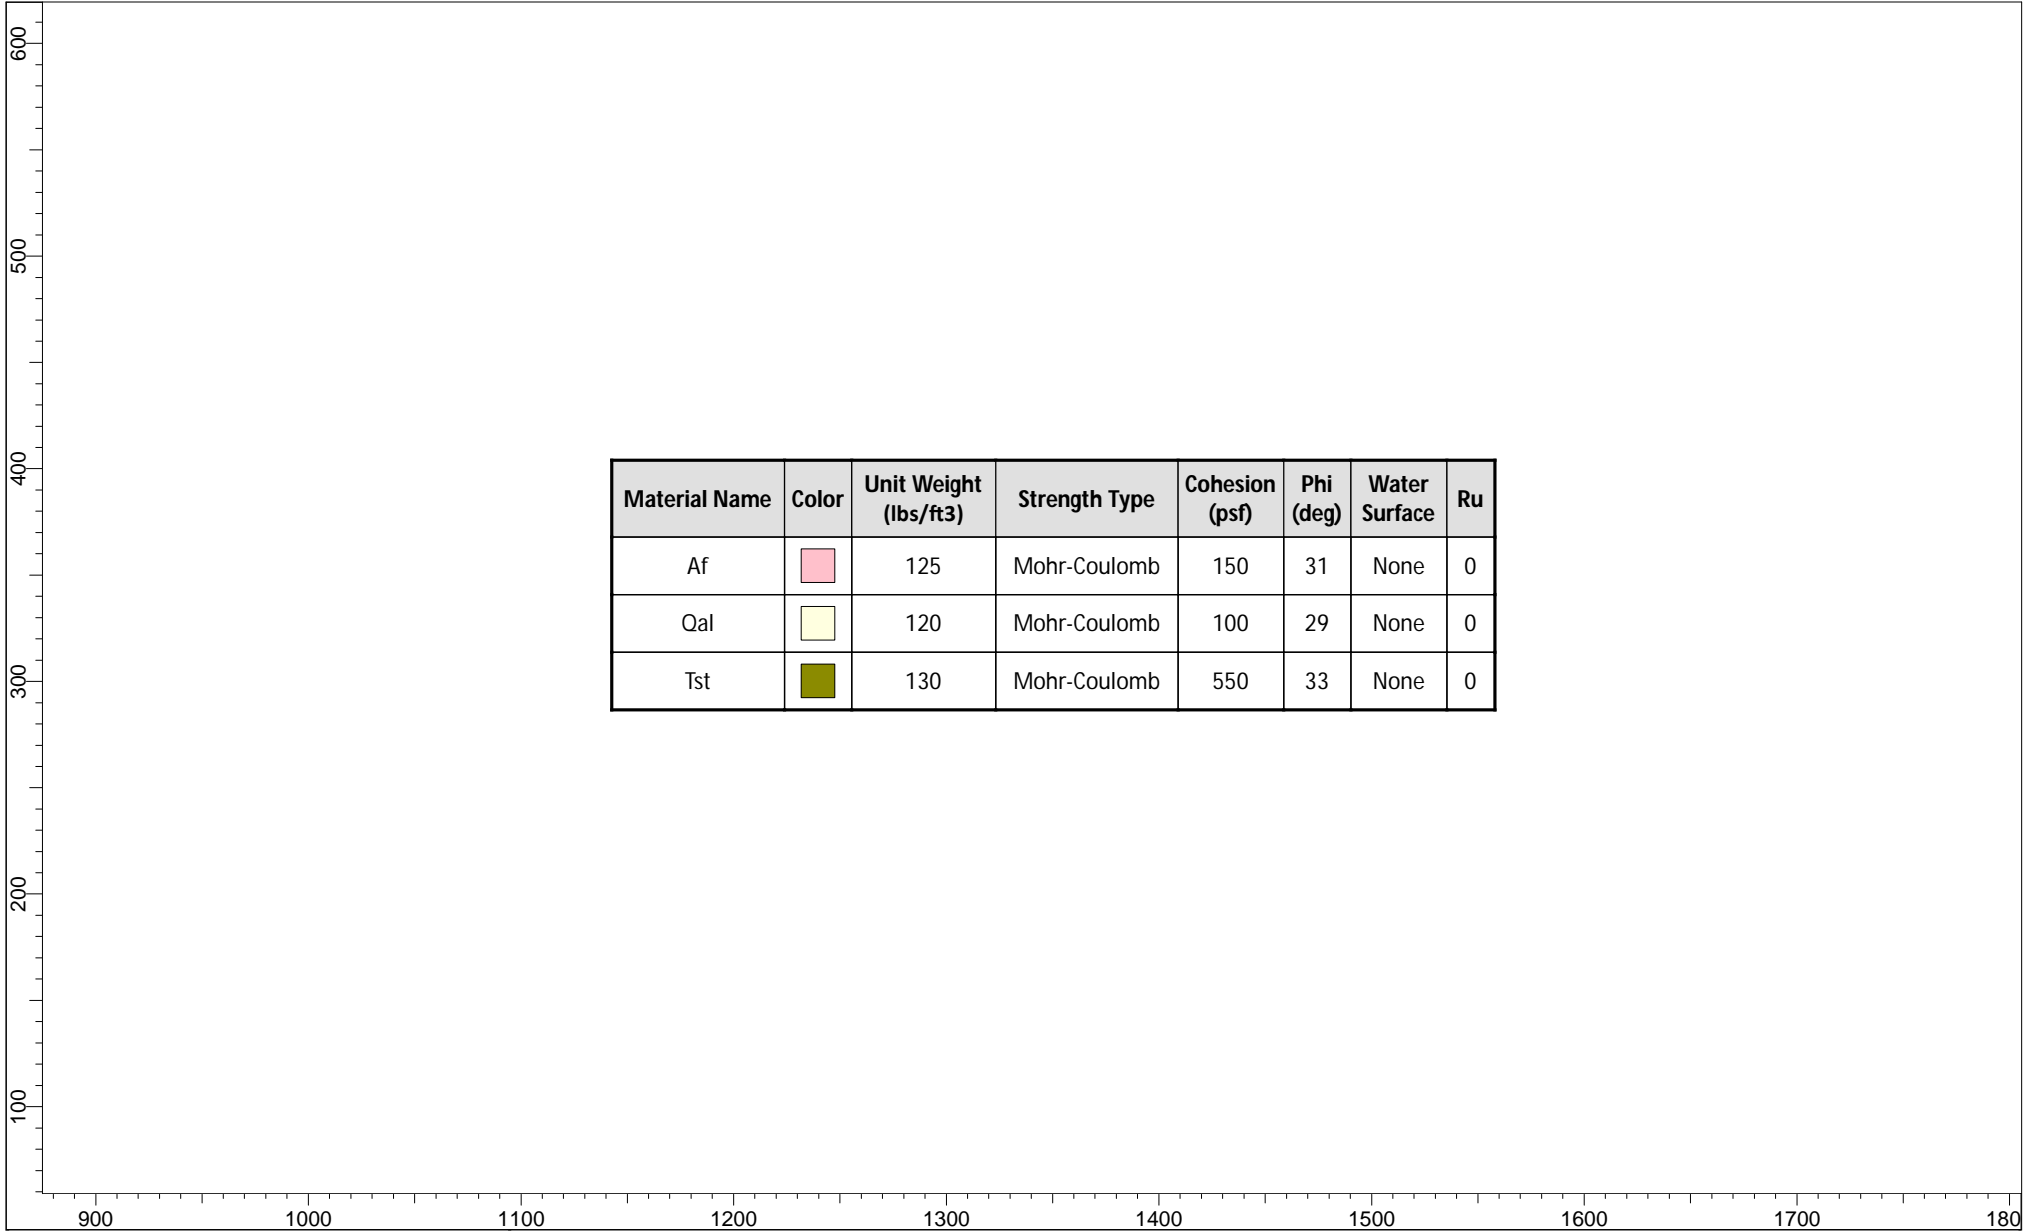 600
500
400
300
200
100
Material Name Color Unit Weight (lbs/ft3) Strength Type Cohesion (psf) Phi (deg) Water Surface Ru
Af 125 Mohr-Coulomb 150 31 None 0
Qal 120 Mohr-Coulomb 100 29 None 0
Tst 130 Mohr-Coulomb 550 33 None 0
900 1000 1100 1200 1300 1400 1500 1600 1700 180